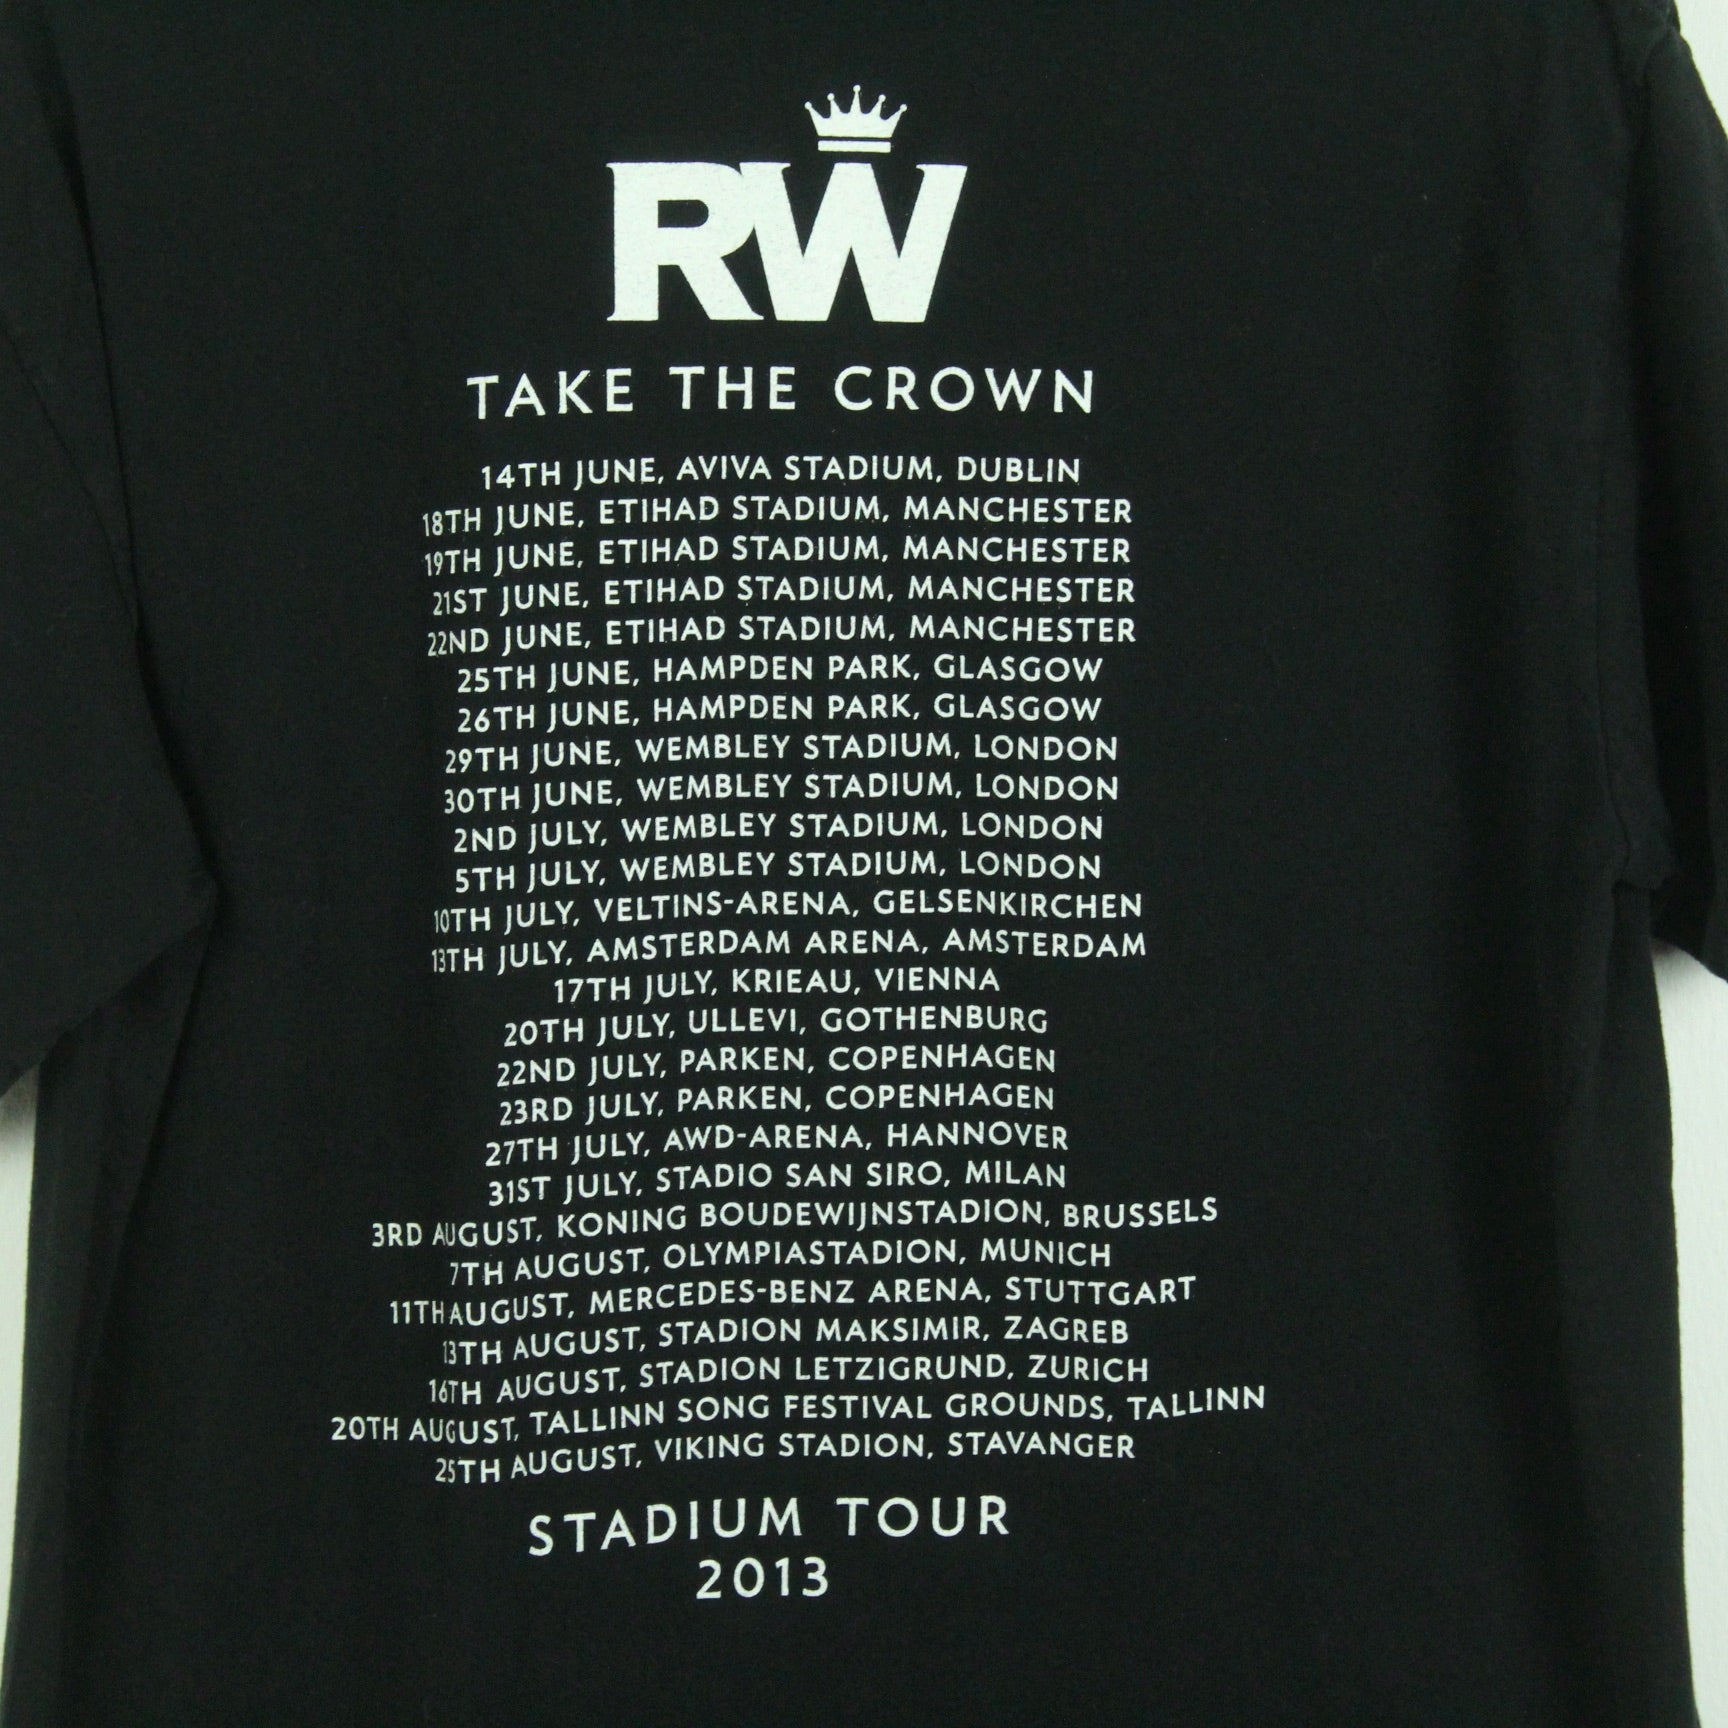 RW
TAKE THE CROWN
14TH JUNE, AVIVA STADIUM, DUBLIN
18TH JUNE, ETIHAD STADIUM, MANCHESTER
19TH JUNE, ETIHAD STADIUM, MANCHESTER
21ST JUNE, ETIHAD STADIUM, MANCHESTER
22ND JUNE, ETIHAD STADIUM, MANCHESTER
25TH JUNE, HAMPDEN PARK, GLASGOW
26TH JUNE, HAMPDEN PARK, GLASGOW
29TH JUNE, WEMBLEY STADIUM, LONDON
30TH JUNE, WEMBLEY STADIUM, LONDON
2ND JULY, WEMBLEY STADIUM, LONDON
5TH JULY, WEMBLEY STADIUM, LONDON
10TH JULY, VELTINS-ARENA, GELSENKIRCHEN
13TH JULY, AMSTERDAM ARENA, AMSTERDAM
17TH JULY, KRIEAU, VIENNA
20TH JULY, ULLEVI, GOTHENBURG
22ND JULY, PARKEN, COPENHAGEN
23RD JULY, PARKEN, COPENHAGEN
27TH JULY, AWD-ARENA, HANNOVER
31ST JULY, STADIO SAN SIRO, MILAN
3RD AUGUST, KONING BOUDEWIJNSTADION, BRUSSELS
7TH AUGUST, OLYMPIASTADION, MUNICH
11TH AUGUST, MERCEDES-BENZ ARENA, STUTTGART
13TH AUGUST, STADION MAKSIMIR, ZAGREB
16TH AUGUST, STADION LETZIGRUND, ZURICH
20TH AUGUST, TALLINN SONG FESTIVAL GROUNDS, TALLINN
25TH AUGUST, VIKING STADION, STAVANGER
STADIUM TOUR
2013